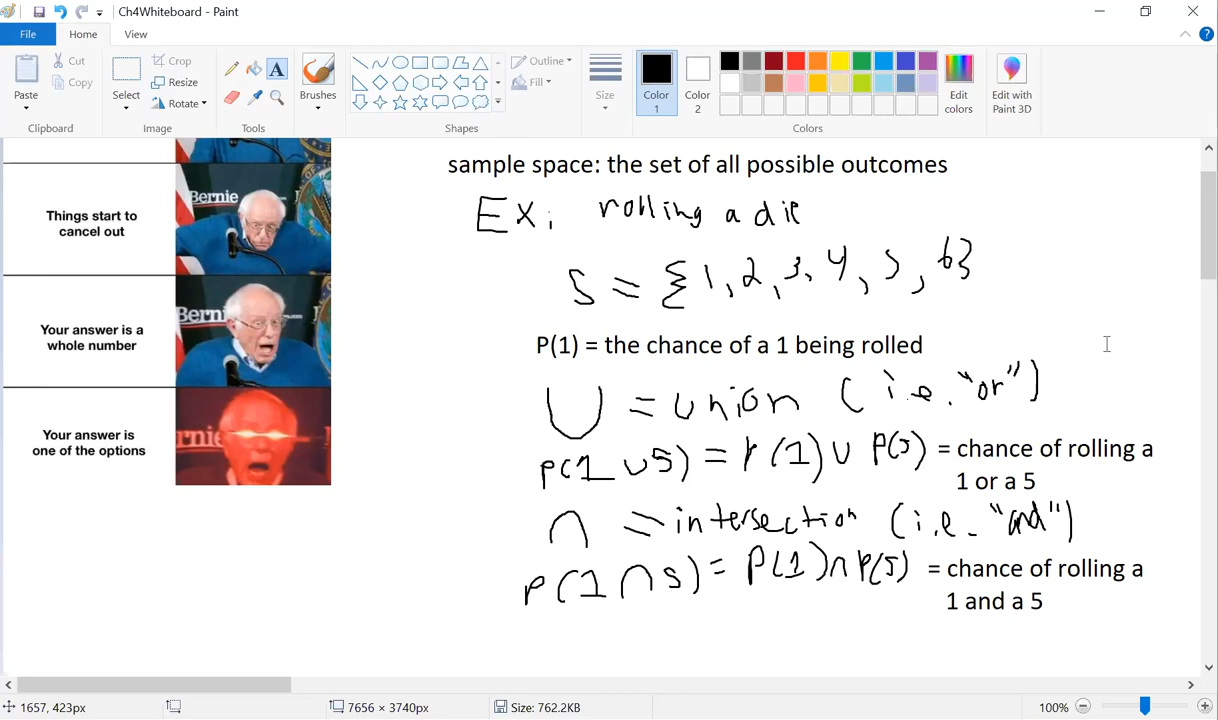 Ch4Whiteboard - Paint
File
Home
View
Paste
Cut
Copy
Clipboard
Select
Crop
Resize
Rotate
Image
A
Tools
Brushes
Shapes
Outline
Fill
Size
Color 1
Color 2
Colors
Edit colors
Edit with Paint 3D
Things start to
cancel out
Bernie
Your answer is a
whole number
Bernie
Your answer is
one of the options
rnie
sample space: the set of all possible outcomes
Ex: rolling a die
S = {1, 2, 3, 4, 5, 6}
P(1) = the chance of a 1 being rolled
∪ = union (i.e. "or")
P(1 ∪ 5) = P(1) ∪ P(5) = chance of rolling a
1 or a 5
∩ = intersection (i.e. "and")
P(1 ∩ 5) = P(1) ∩ P(5) = chance of rolling a
1 and a 5
1657, 423px
7656 × 3740px
Size: 762.2KB
100%